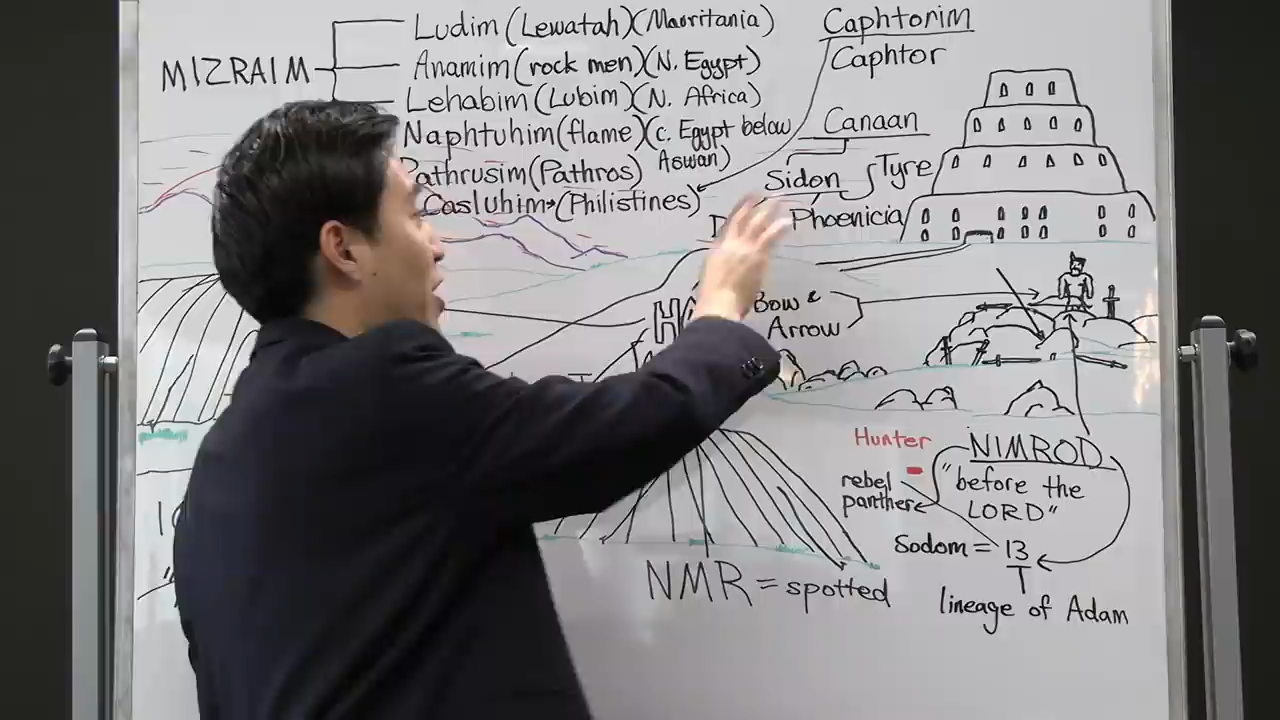 MIZRAIM
Ludim (Lewatah)(Mauritania)
Anamim (rock men)(N. Egypt)
Lehabim (Lubim)(N. Africa)
Naphtuhim (flame)(c. Egypt below
Aswan)
Pathrusim (Pathros)
Casluhim→(Philistines)
Caphtorim
Caphtor
Canaan
Sidon
Tyre
Phoenicia
Bow &
Arrow
Hunter
NIMROD
rebel
panther
"before the
LORD"
Sodom = 13
lineage of Adam
NMR = spotted